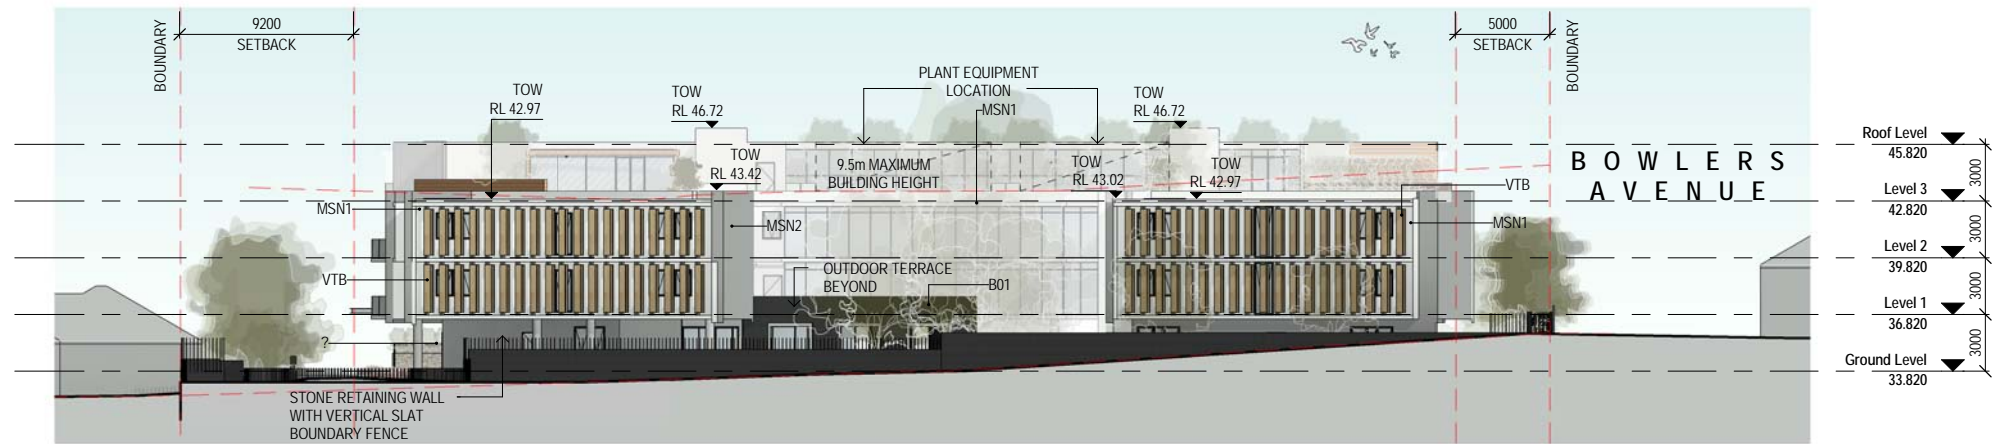 BOUNDARY
9200
SETBACK
5000
SETBACK
BOUNDARY
TOW
RL 42.97
TOW
RL 46.72
PLANT EQUIPMENT
LOCATION
MSN1
TOW
RL 46.72
TOW
RL 43.42
9.5m MAXIMUM
BUILDING HEIGHT
TOW
RL 43.02
TOW
RL 42.97
BOWLERS
AVENUE
Roof Level
45.820
3000
Level 3
42.820
3000
Level 2
39.820
3000
Level 1
36.820
3000
Ground Level
33.820
MSN1
MSN2
VTB
MSN1
VTB
OUTDOOR TERRACE
BEYOND
B01
?
STONE RETAINING WALL
WITH VERTICAL SLAT
BOUNDARY FENCE